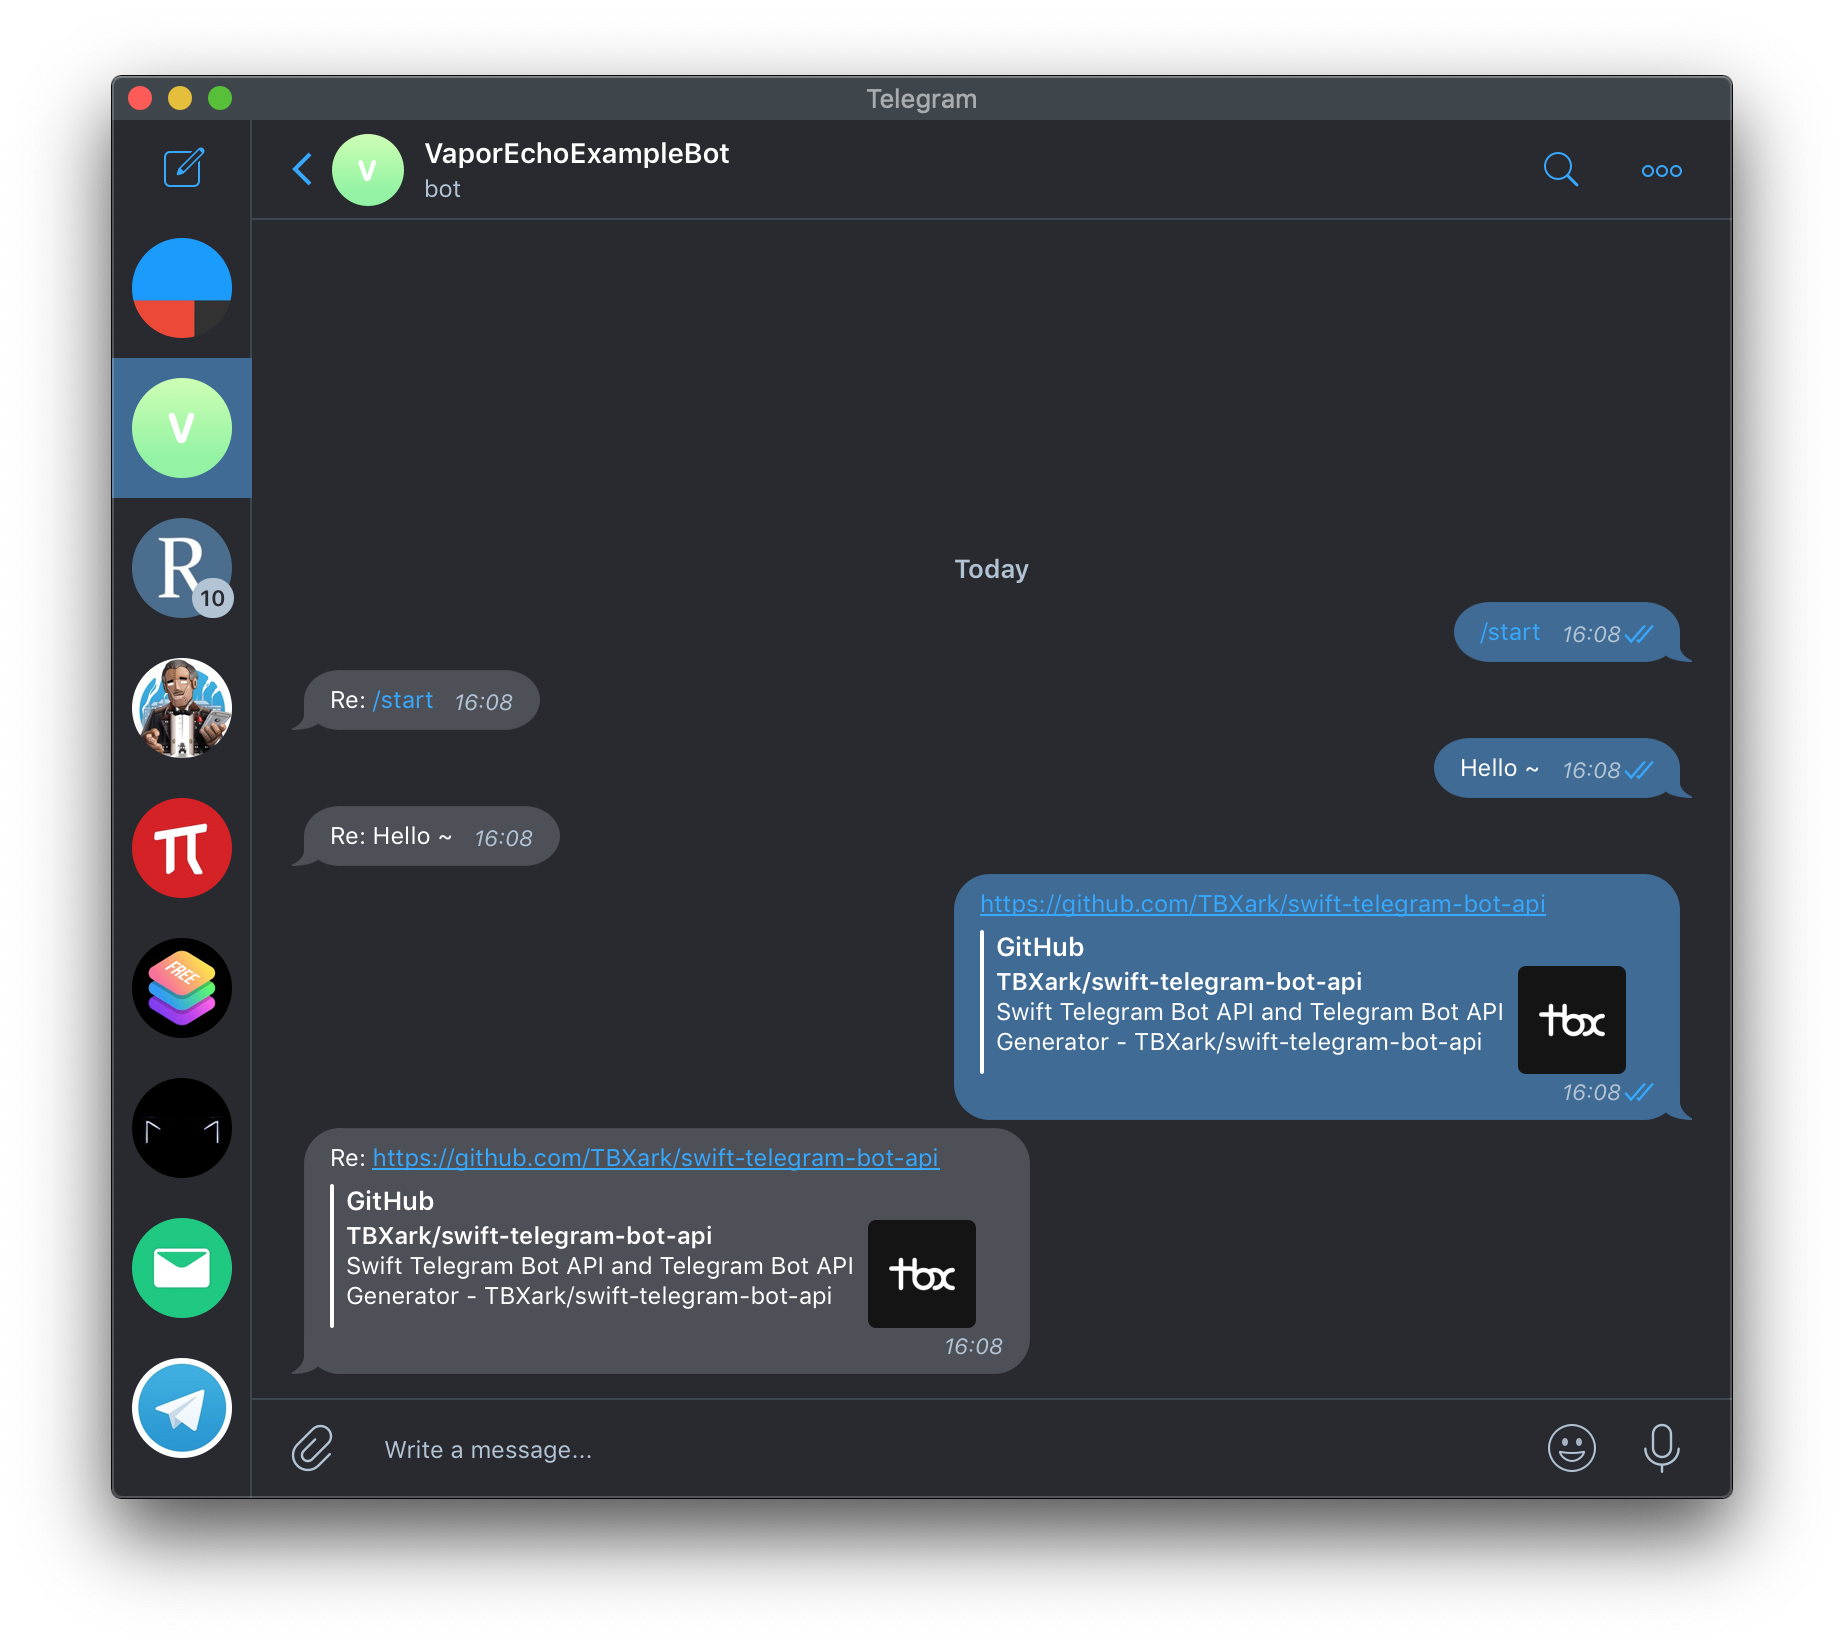 Telegram
VaporEchoExampleBot
bot
V
V
R
10
π
FREE
Today
/start 16:08
Re: /start 16:08
Hello ~ 16:08
Re: Hello ~ 16:08
https://github.com/TBXark/swift-telegram-bot-api
GitHub
TBXark/swift-telegram-bot-api
Swift Telegram Bot API and Telegram Bot API
Generator - TBXark/swift-telegram-bot-api
tbx
16:08
Re: https://github.com/TBXark/swift-telegram-bot-api
GitHub
TBXark/swift-telegram-bot-api
Swift Telegram Bot API and Telegram Bot API
Generator - TBXark/swift-telegram-bot-api
tbx
16:08
Write a message...